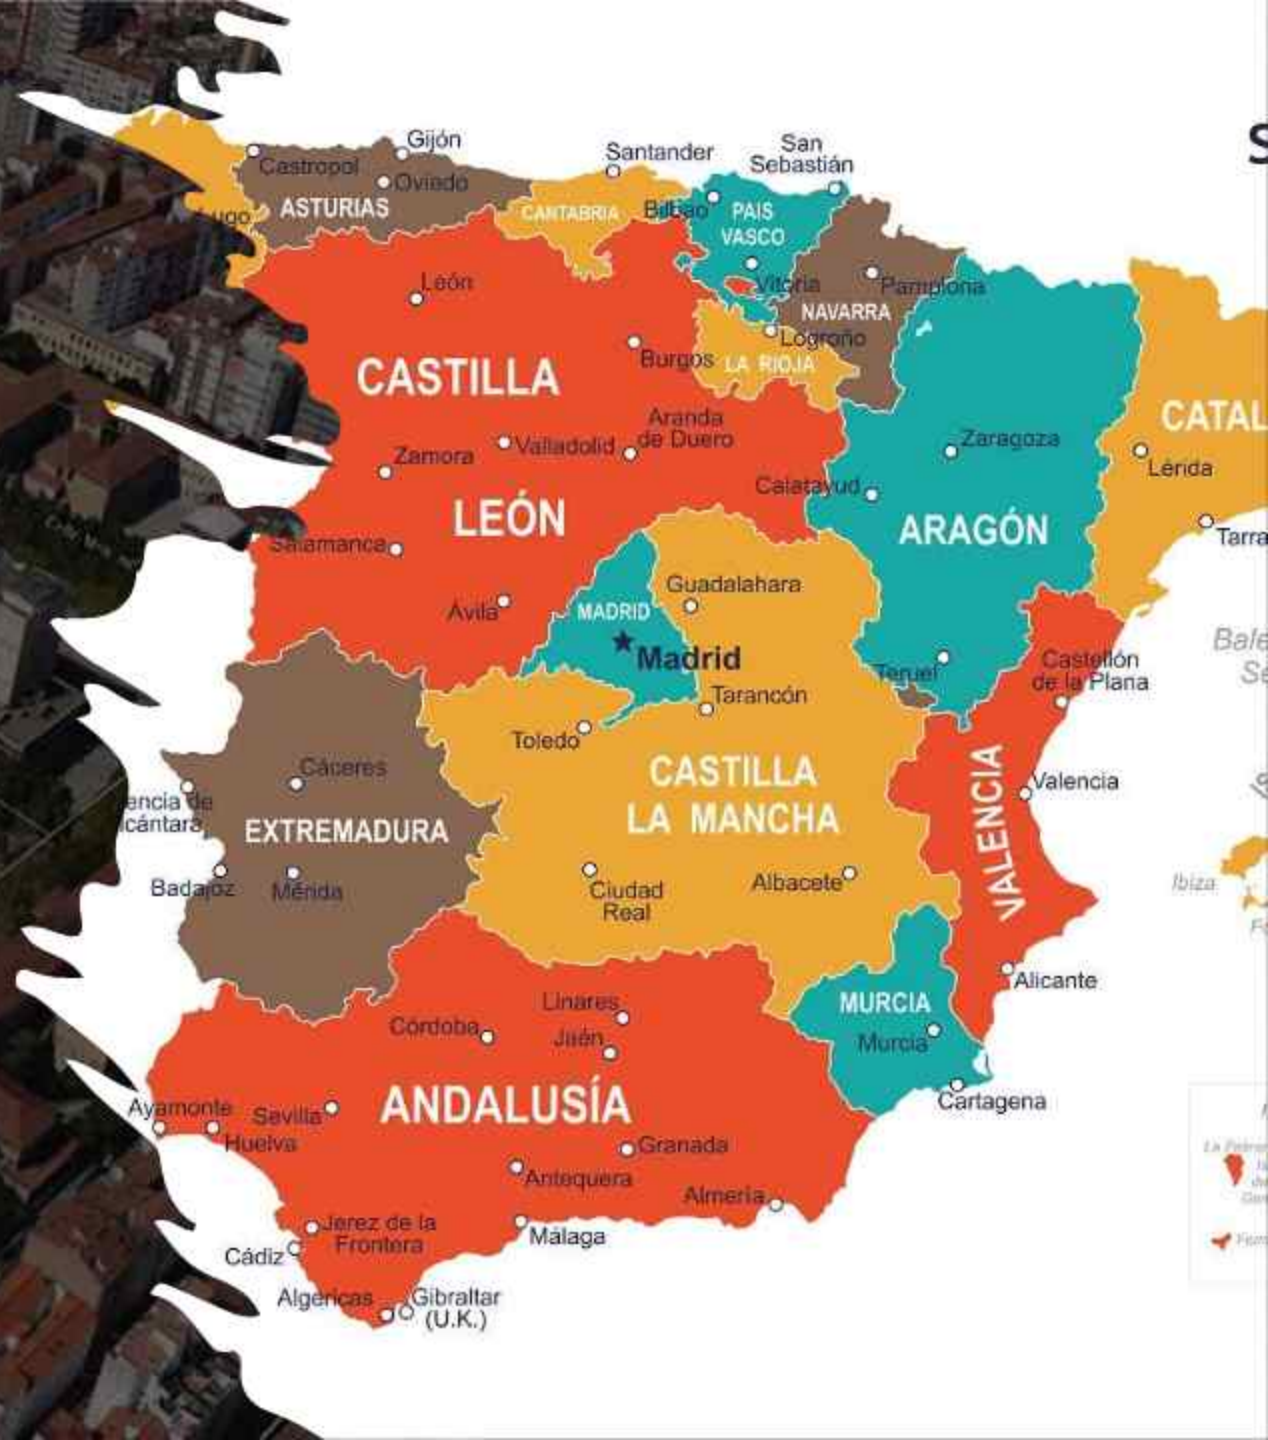 Gijón
Castropol
Oviedo
ASTURIAS
Santander
CANTABRIA
San
Sebastián
Bilbao
PAIS
VASCO
Vitoria
Pamplona
NAVARRA
Logroño
LA RIOJA
León
Burgos
CASTILLA
LEÓN
Aranda
de Duero
Valladolid
Zamora
Salamanca
Ávila
Calatayud
Zaragoza
ARAGÓN
Teruel
CATAL
Lérida
Tarra
Guadalahara
MADRID
Madrid
Tarancón
Toledo
CASTILLA
LA MANCHA
Ciudad
Real
Albacete
Castellón
de la Plana
VALENCIA
Valencia
Alicante
Bale
Ibiza
Cáceres
encia de
lcántara
EXTREMADURA
Badajoz
Mérida
MURCIA
Murcia
Cartagena
Linares
Córdoba
Jaén
ANDALUSÍA
Ayamonte
Sevilla
Huelva
Granada
Antequera
Almería
Málaga
Jerez de la
Frontera
Cádiz
Algericas
Gibraltar
(U.K.)